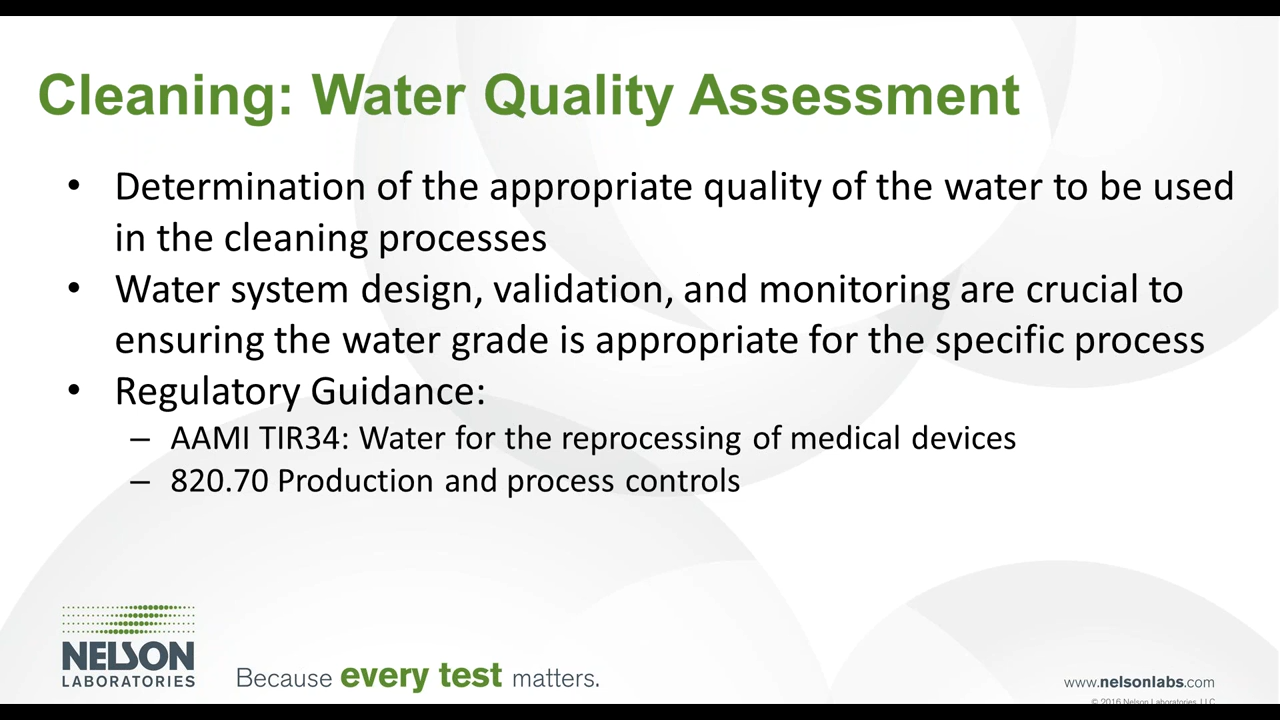 Cleaning: Water Quality Assessment
• Determination of the appropriate quality of the water to be used
in the cleaning processes
• Water system design, validation, and monitoring are crucial to
ensuring the water grade is appropriate for the specific process
• Regulatory Guidance:
– AAMI TIR34: Water for the reprocessing of medical devices
– 820.70 Production and process controls
NELSON
LABORATORIES
Because every test matters.
www.nelsonlabs.com
© 2016 Nelson Laboratories, LLC